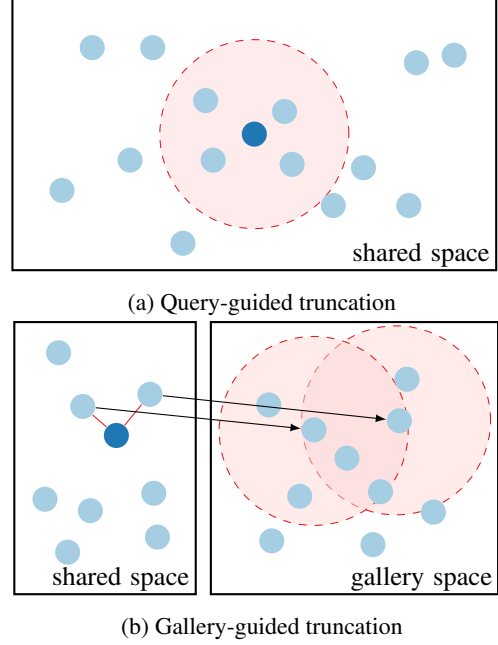 shared space
(a) Query-guided truncation
shared space
gallery space
(b) Gallery-guided truncation